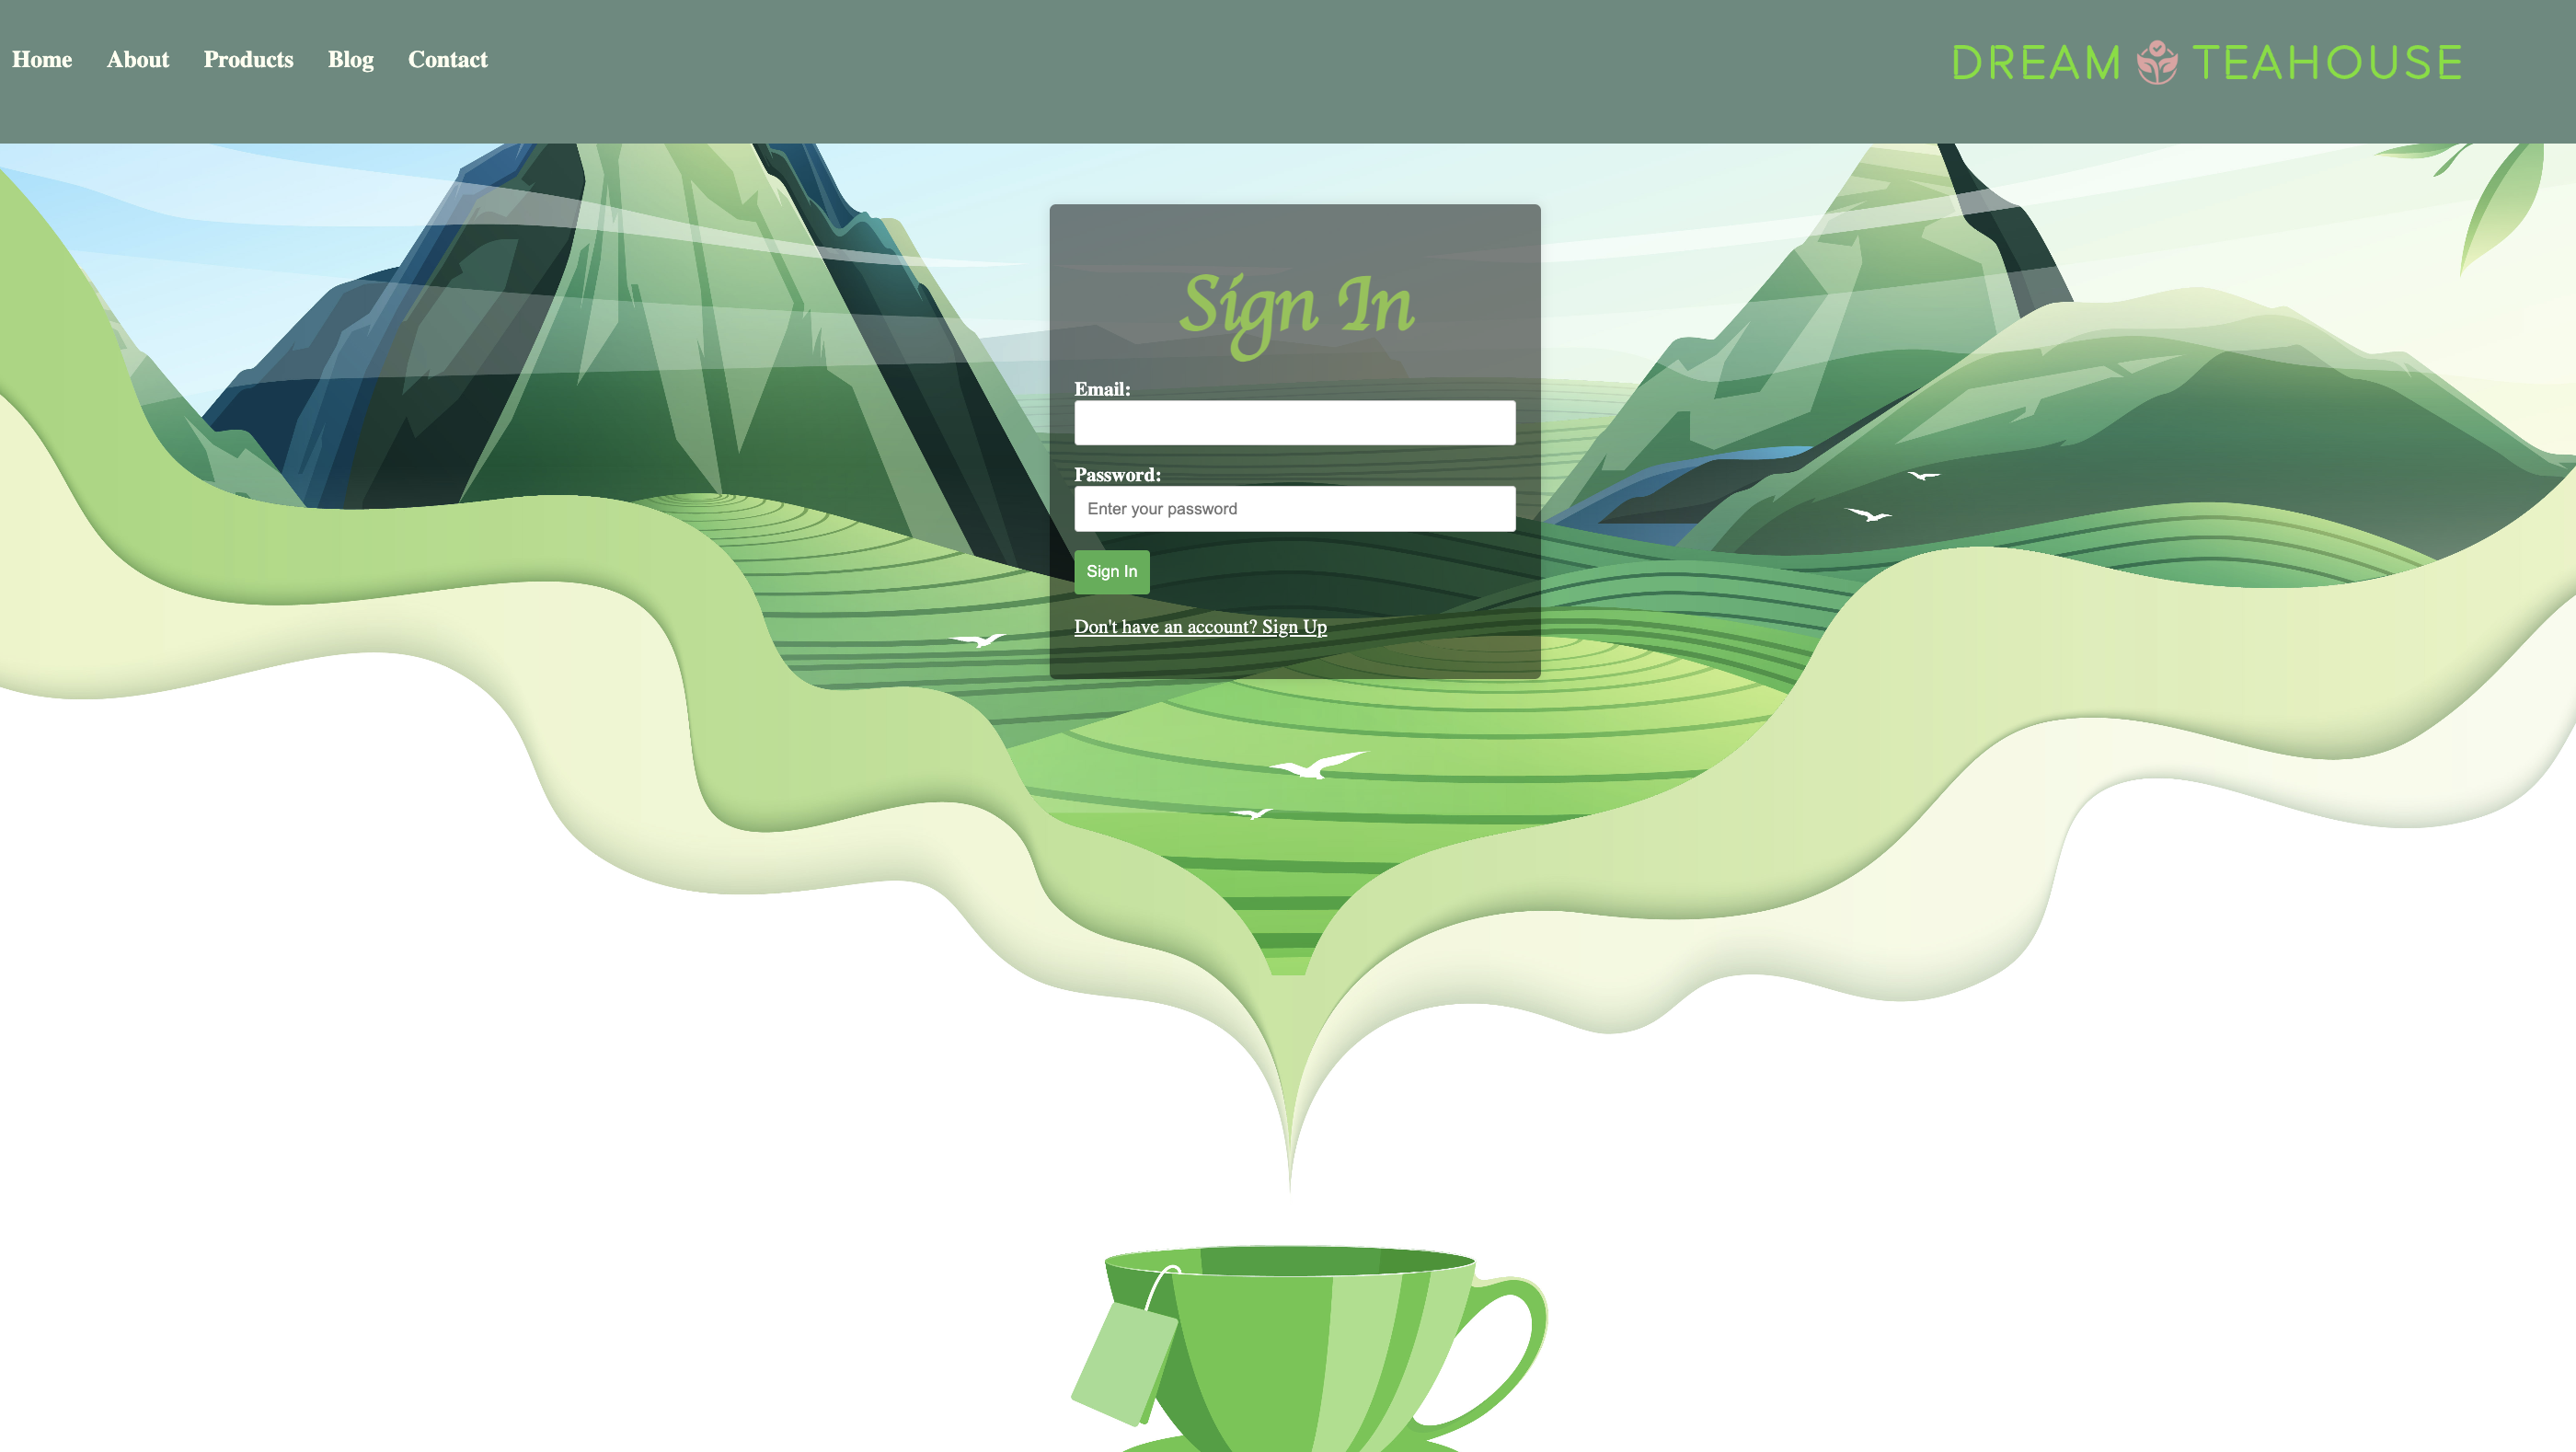 Home About Products Blog Contact
DREAM TEAHOUSE
Sign In
Email:
Password:
Enter your password
Sign In
Don't have an account? Sign Up